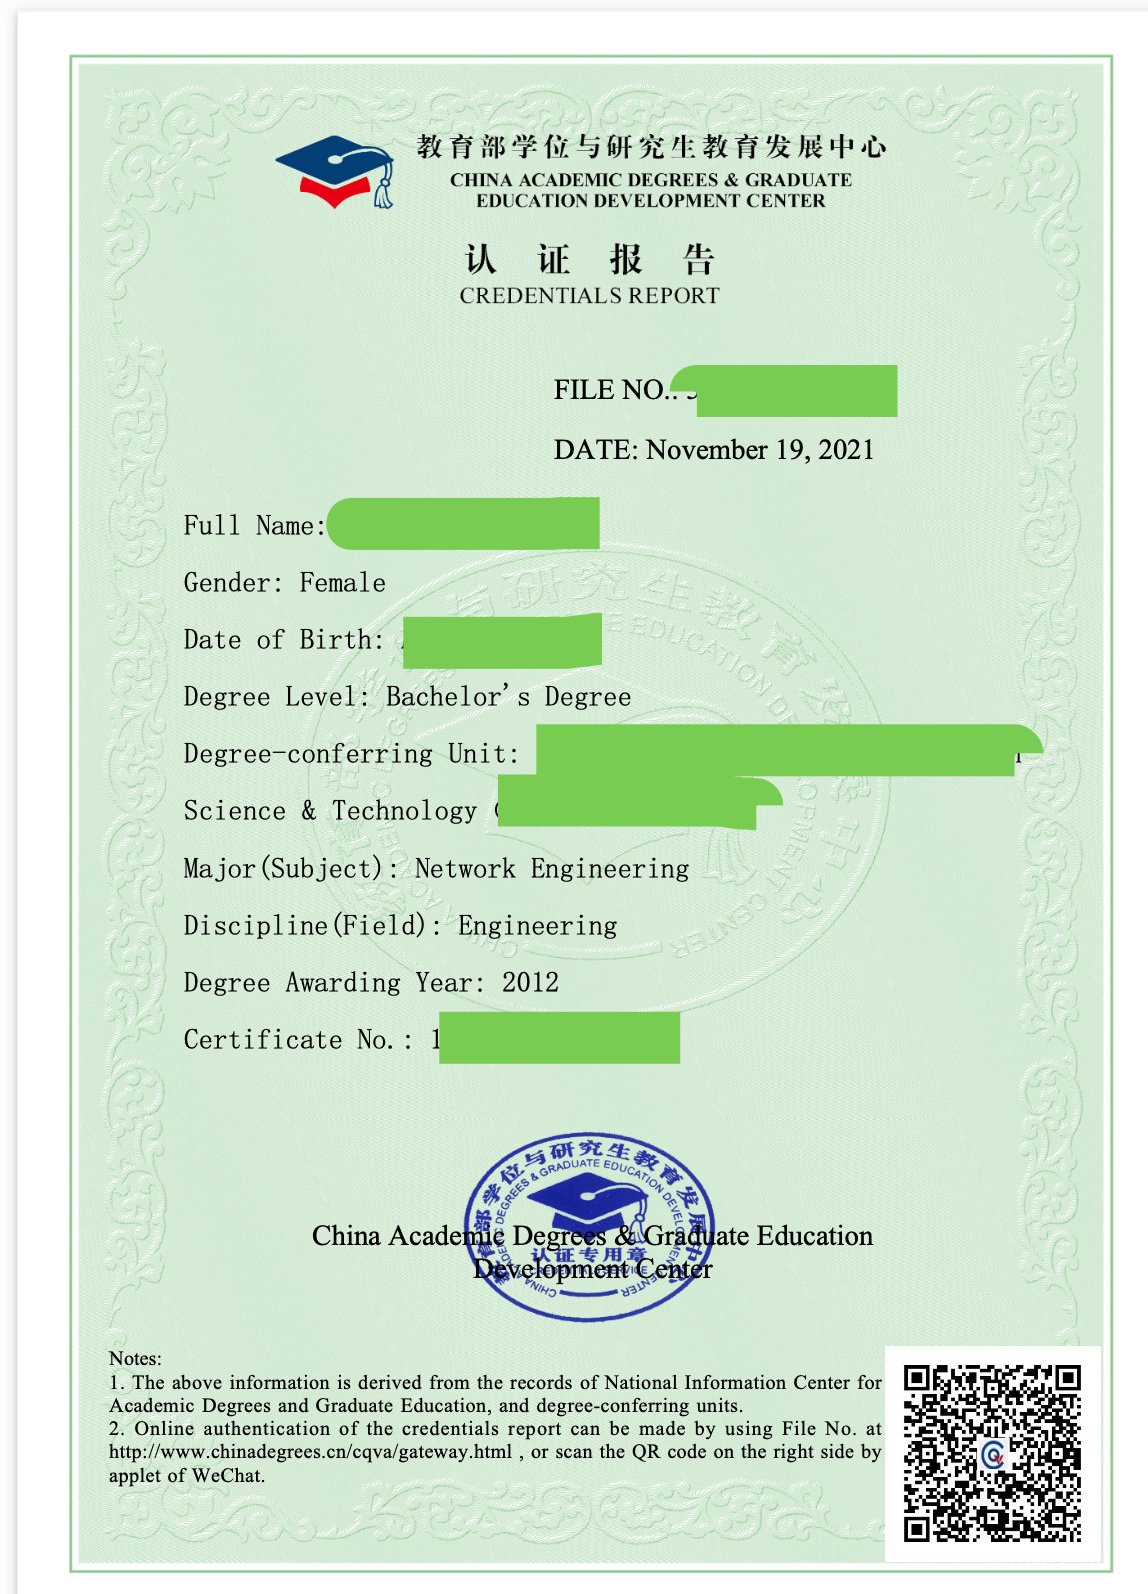 教育部学位与研究生教育发展中心
CHINA ACADEMIC DEGREES & GRADUATE
EDUCATION DEVELOPMENT CENTER
认证报告
CREDENTIALS REPORT
FILE NO.:
DATE: November 19, 2021
Full Name:
Gender: Female
Date of Birth:
Degree Level: Bachelor's Degree
Degree-conferring Unit:
Science & Technology
Major(Subject): Network Engineering
Discipline(Field): Engineering
Degree Awarding Year: 2012
Certificate No.: 1
教育部学位与研究生教育发展中心
CHINA ACADEMIC DEGREES & GRADUATE EDUCATION DEVELOPMENT CENTER
认证专用章
CREDENTIALS SERVICE
China Academic Degrees & Graduate Education
Development Center
Notes:
1. The above information is derived from the records of National Information Center for
Academic Degrees and Graduate Education, and degree-conferring units.
2. Online authentication of the credentials report can be made by using File No. at
http://www.chinadegrees.cn/cqva/gateway.html , or scan the QR code on the right side by
applet of WeChat.